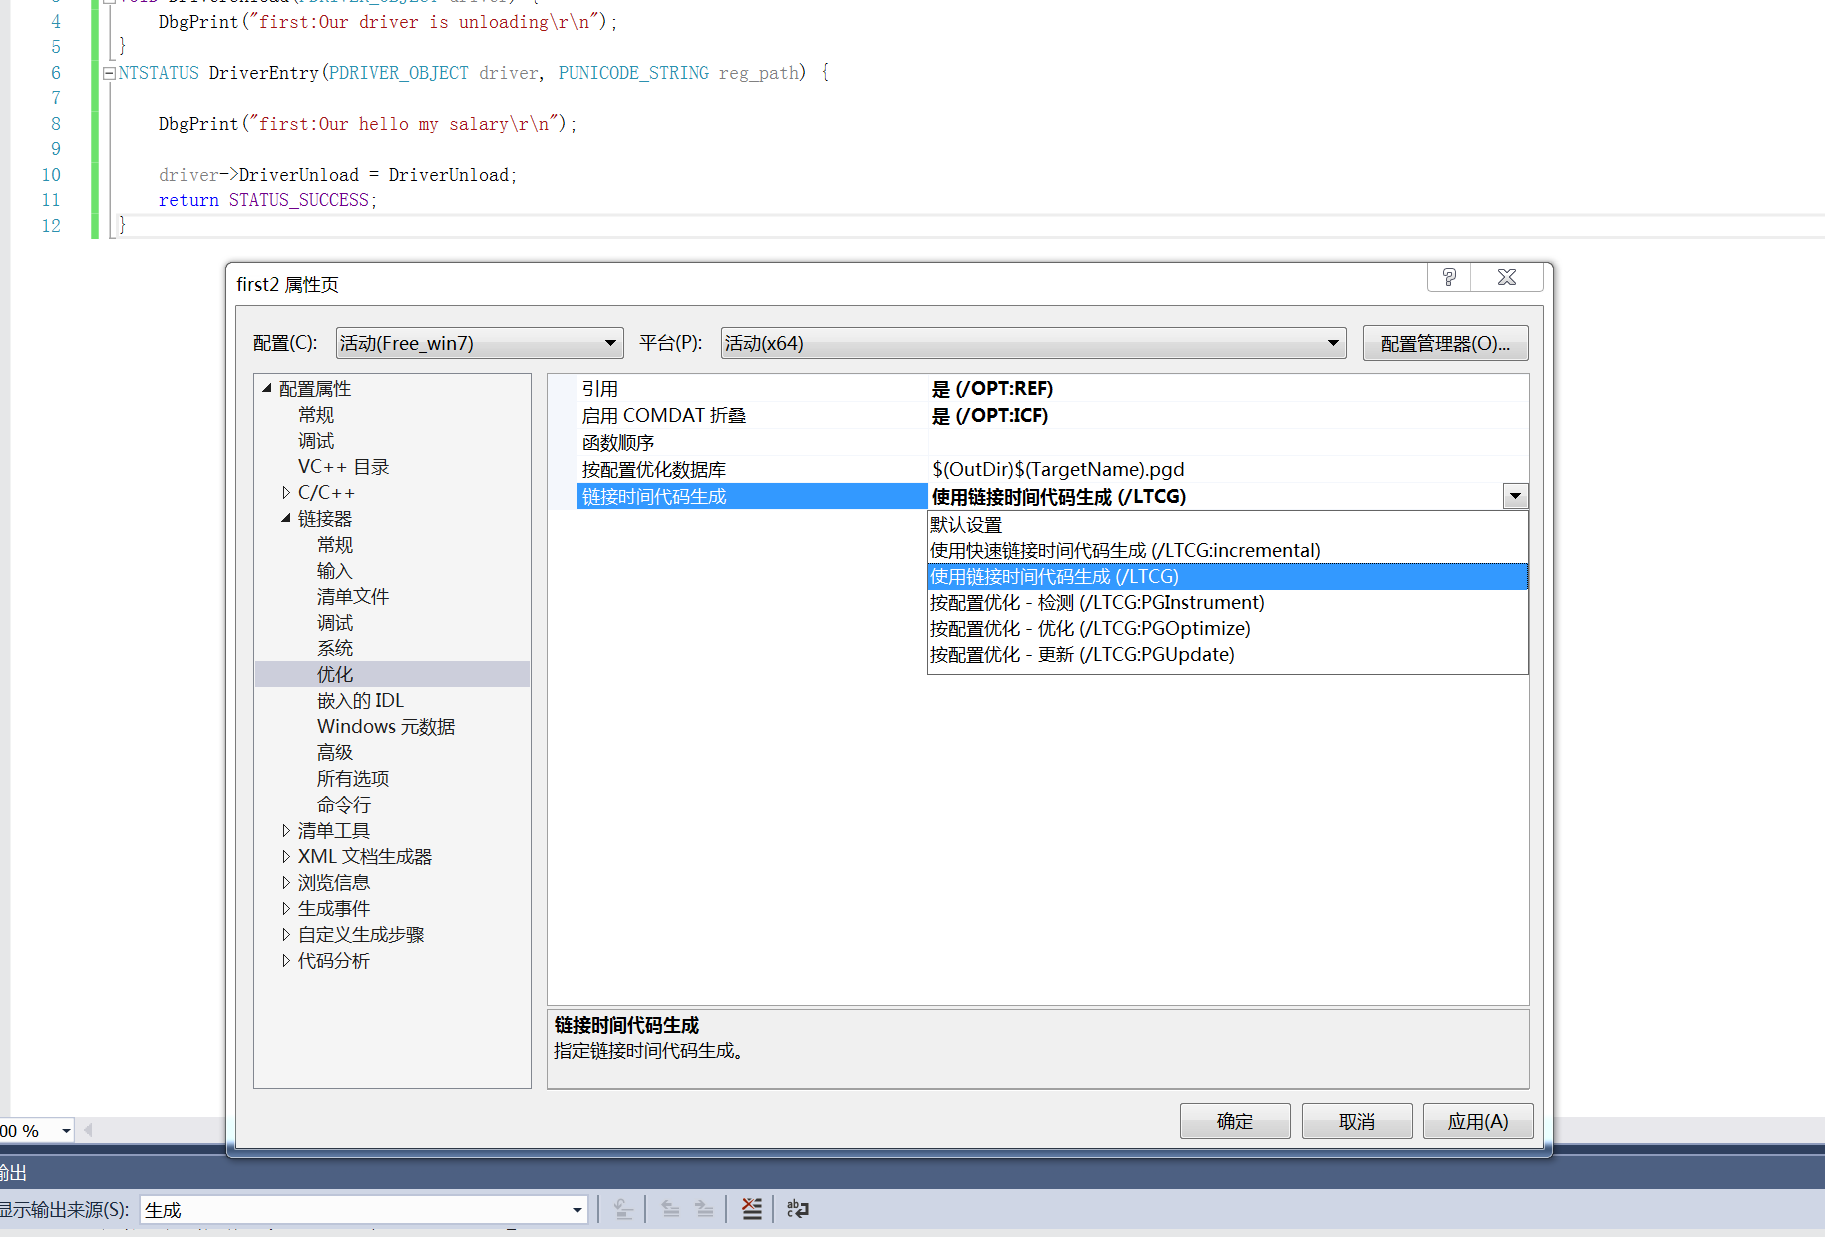 4 DbgPrint("first:Our driver is unloading\r\n");
5 }
6 NTSTATUS DriverEntry(PDRIVER_OBJECT driver, PUNICODE_STRING reg_path) {
7
8 DbgPrint("first:Our hello my salary\r\n");
9
10 driver->DriverUnload = DriverUnload;
11 return STATUS_SUCCESS;
12 }
first2 属性页
配置(C): 活动(Free_win7) 平台(P): 活动(x64) 配置管理器(O)...
配置属性
常规
调试
VC++ 目录
C/C++
链接器
常规
输入
清单文件
调试
系统
优化
嵌入的 IDL
Windows 元数据
高级
所有选项
命令行
清单工具
XML 文档生成器
浏览信息
生成事件
自定义生成步骤
代码分析
引用 是 (/OPT:REF)
启用 COMDAT 折叠 是 (/OPT:ICF)
函数顺序
按配置优化数据库 $(OutDir)$(TargetName).pgd
链接时间代码生成 使用链接时间代码生成 (/LTCG)
默认设置
使用快速链接时间代码生成 (/LTCG:incremental)
使用链接时间代码生成 (/LTCG)
按配置优化 - 检测 (/LTCG:PGInstrument)
按配置优化 - 优化 (/LTCG:PGOptimize)
按配置优化 - 更新 (/LTCG:PGUpdate)
链接时间代码生成
指定链接时间代码生成。
确定 取消 应用(A)
00 %
输出
显示输出来源(S): 生成